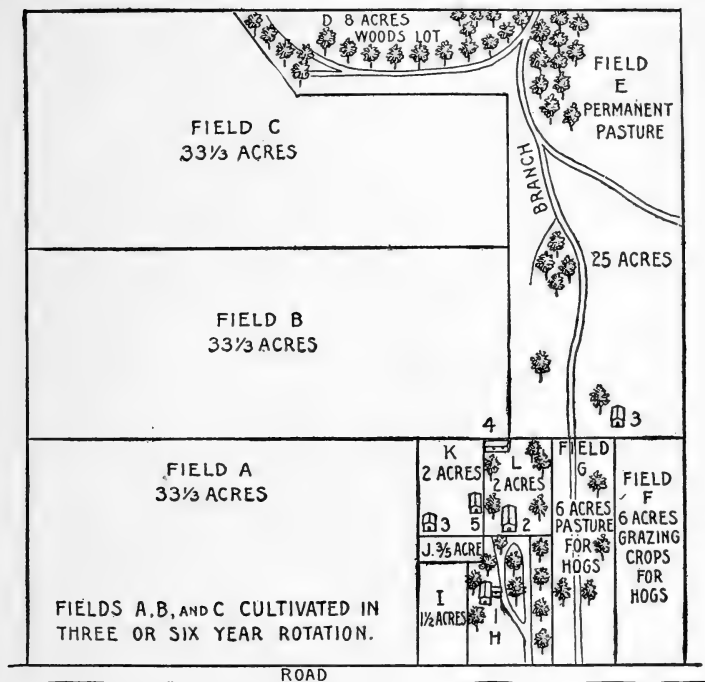 D 8 ACRES
WOODS LOT
FIELD
E
PERMANENT
PASTURE
FIELD C
33⅓ ACRES
BRANCH
25 ACRES
FIELD B
33⅓ ACRES
3
4
K
2 ACRES
L
2 ACRES
FIELD
G
6 ACRES
PASTURE
FOR
HOGS
FIELD
F
6 ACRES
GRAZING
CROPS
FOR
HOGS
FIELD A
33⅓ ACRES
3
5
2
J. ⅗ ACRE
I
1½ ACRES
1
H
FIELDS A, B, AND C CULTIVATED IN
THREE OR SIX YEAR ROTATION.
ROAD